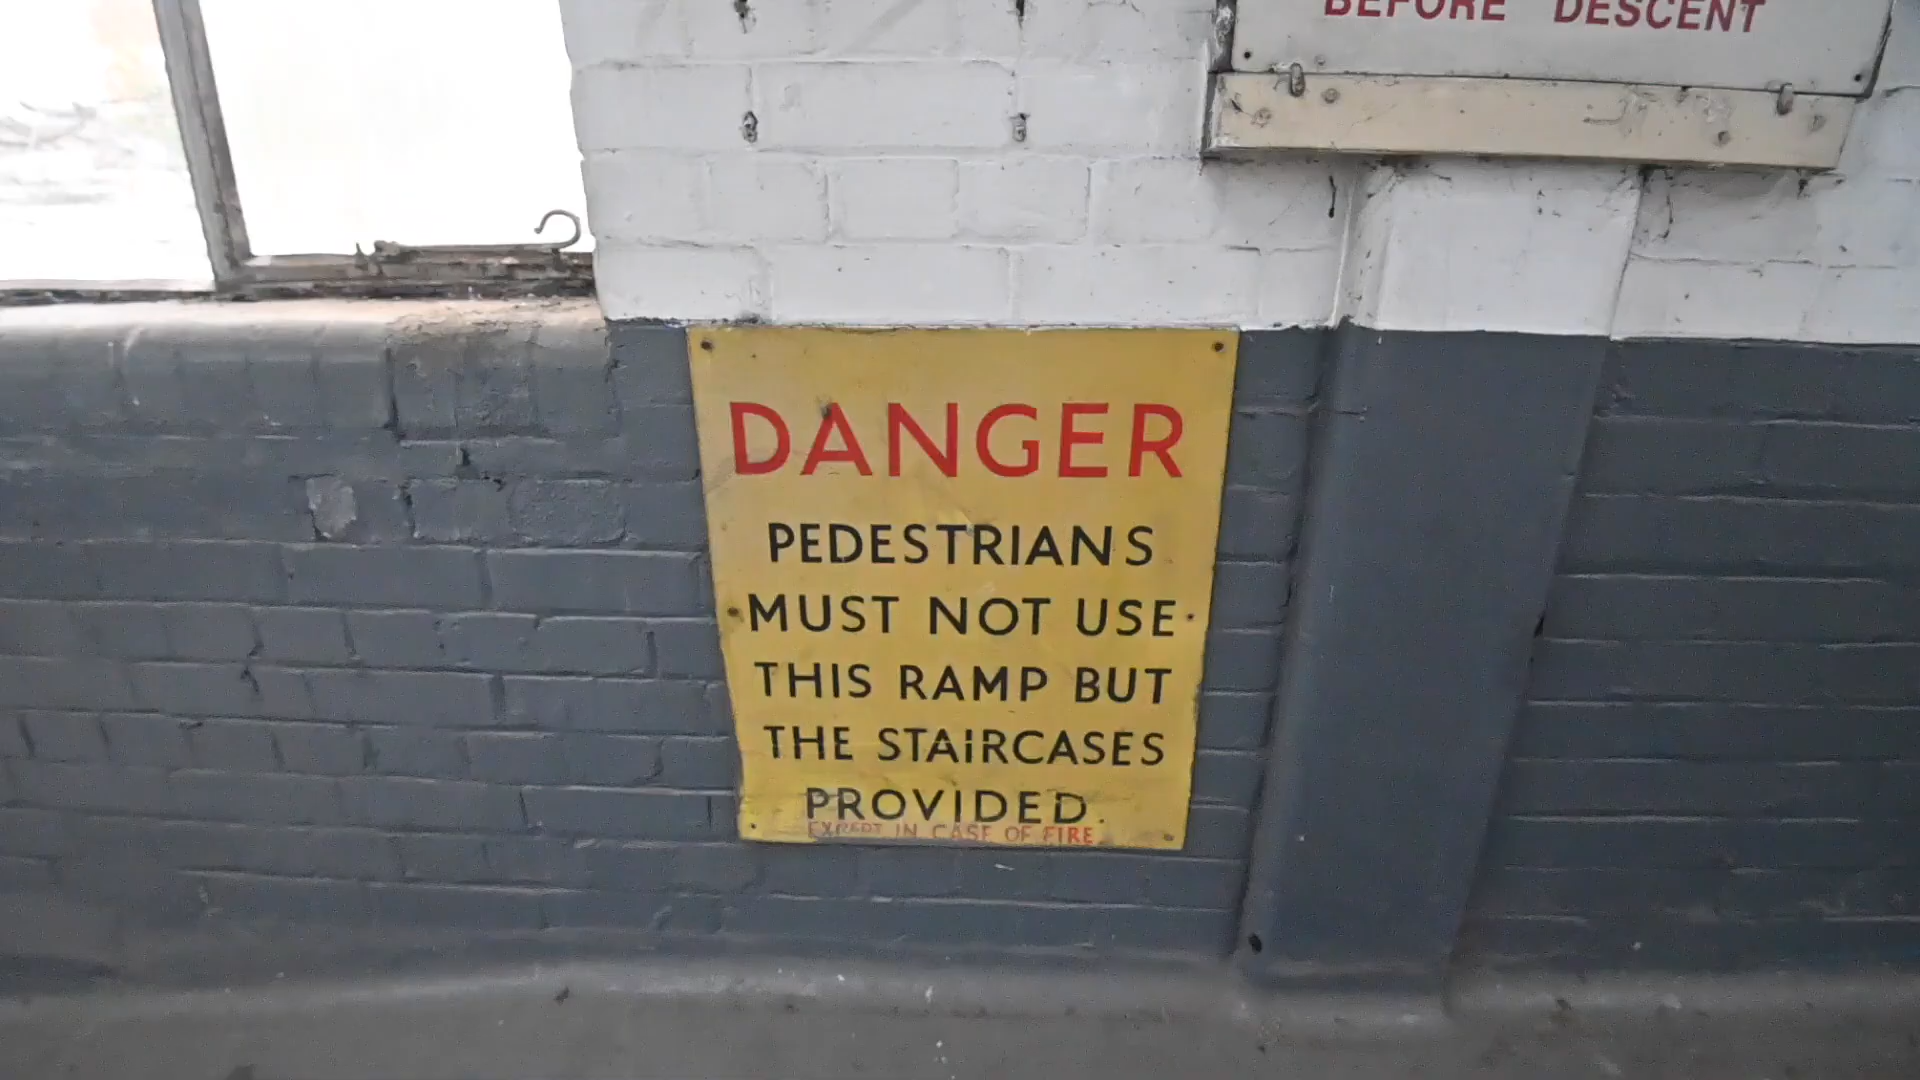 BEFORE DESCENT
DANGER
PEDESTRIANS
MUST NOT USE
THIS RAMP BUT
THE STAIRCASES
PROVIDED.
EXCEPT IN CASE OF FIRE